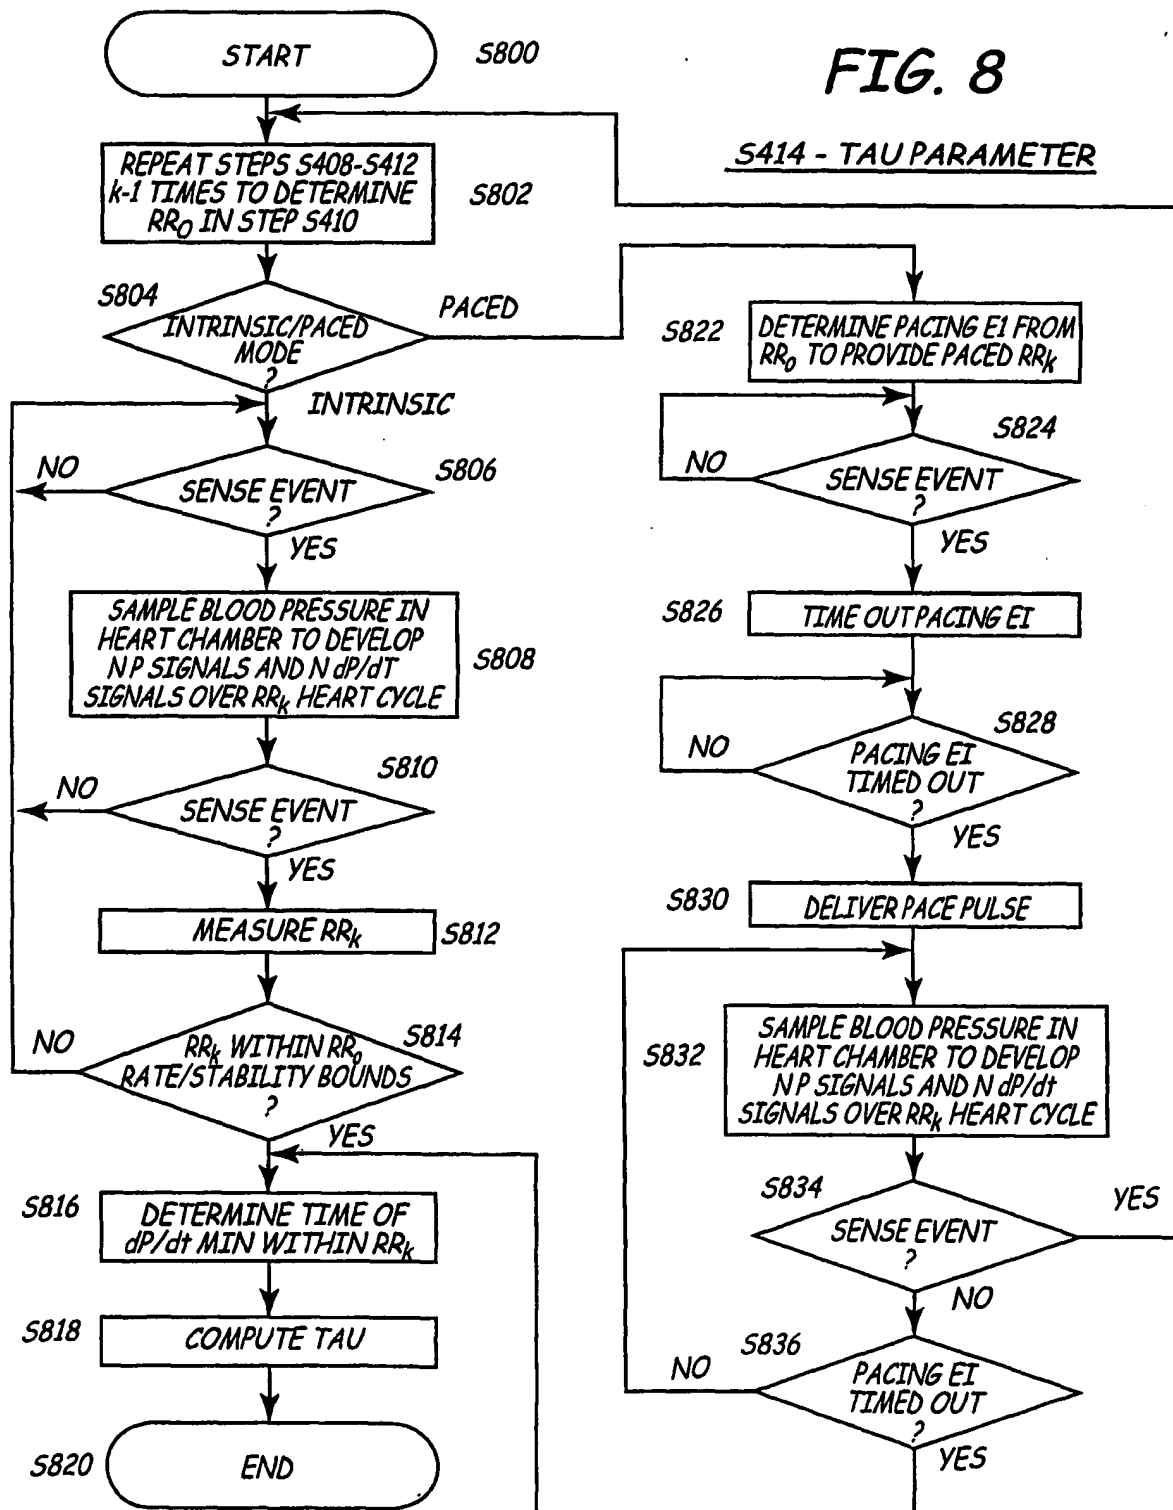 START
S800
FIG. 8
S414 - TAU PARAMETER
REPEAT STEPS S408-S412
k-1 TIMES TO DETERMINE
RR0 IN STEP S410
S802
S804
INTRINSIC/PACED
MODE
?
PACED
INTRINSIC
NO
SENSE EVENT
?
S806
YES
SAMPLE BLOOD PRESSURE IN
HEART CHAMBER TO DEVELOP
N P SIGNALS AND N dP/dT
SIGNALS OVER RRk HEART CYCLE
S808
NO
SENSE EVENT
?
S810
YES
MEASURE RRk
S812
NO
RRk WITHIN RR0
RATE/STABILITY BOUNDS
?
S814
YES
S816
DETERMINE TIME OF
dP/dt MIN WITHIN RRk
S818
COMPUTE TAU
S820
END
S822
DETERMINE PACING E1 FROM
RR0 TO PROVIDE PACED RRk
S824
NO
SENSE EVENT
?
YES
S826
TIME OUT PACING EI
S828
NO
PACING EI
TIMED OUT
?
YES
S830
DELIVER PACE PULSE
S832
SAMPLE BLOOD PRESSURE IN
HEART CHAMBER TO DEVELOP
N P SIGNALS AND N dP/dt
SIGNALS OVER RRk HEART CYCLE
S834
SENSE EVENT
?
YES
NO
S836
NO
PACING EI
TIMED OUT
?
YES